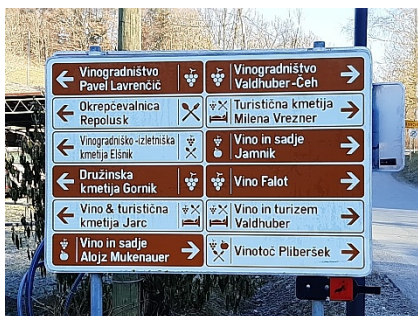 Vinogradništvo
Pavel Lavrenčič
Okrepčevalnica
Repolusk
Vinogradniško-izletniška
kmetija Elšnik
Družinska
kmetija Gornik
Vino & turistična
kmetija Jarc
Vino in sadje
Alojz Mukenauer
Vinogradništvo
Valdhuber-Čeh
Turistična kmetija
Milena Vrezner
Vino in sadje
Jamnik
Vino Falot
Vino in turizem
Valdhuber
Vinotoč Pliberšek